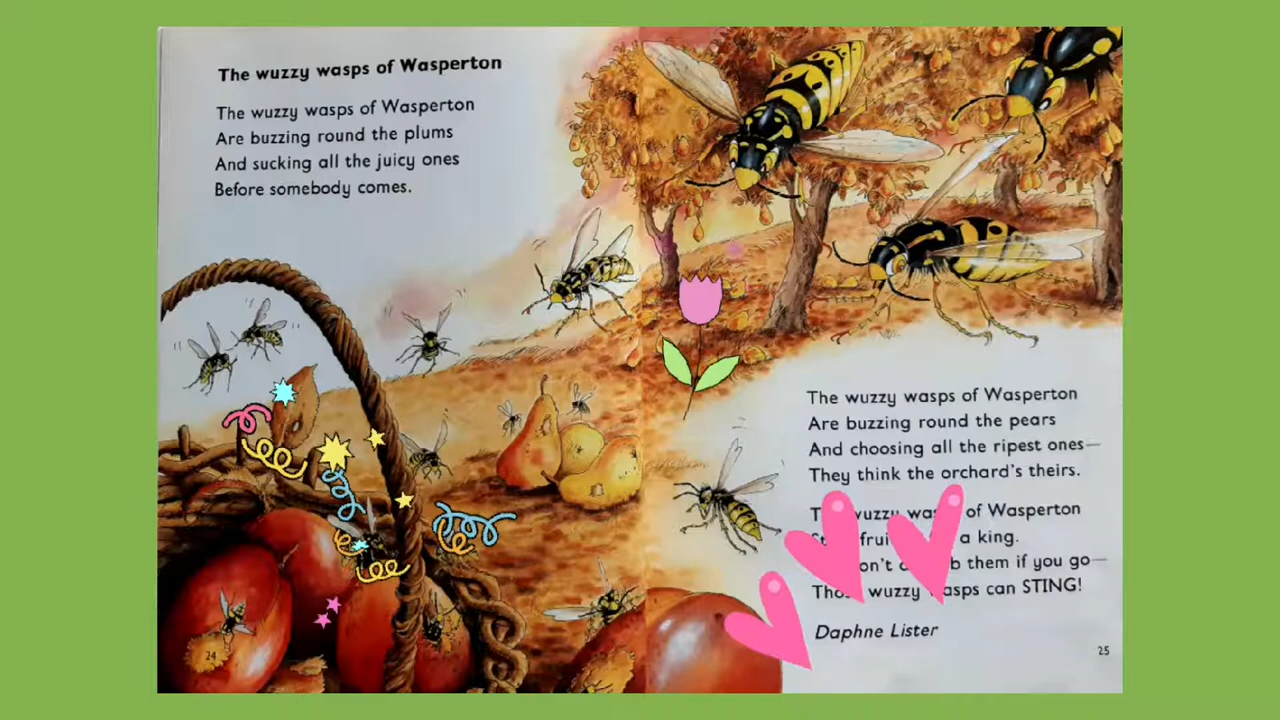 The wuzzy wasps of Wasperton
The wuzzy wasps of Wasperton
Are buzzing round the plums
And sucking all the juicy ones
Before somebody comes.
The wuzzy wasps of Wasperton
Are buzzing round the pears
And choosing all the ripest ones—
They think the orchard's theirs.
wuzzy of Wasperton
a king.
them if you go—
wuzzy can STING!
Daphne Lister
24
25